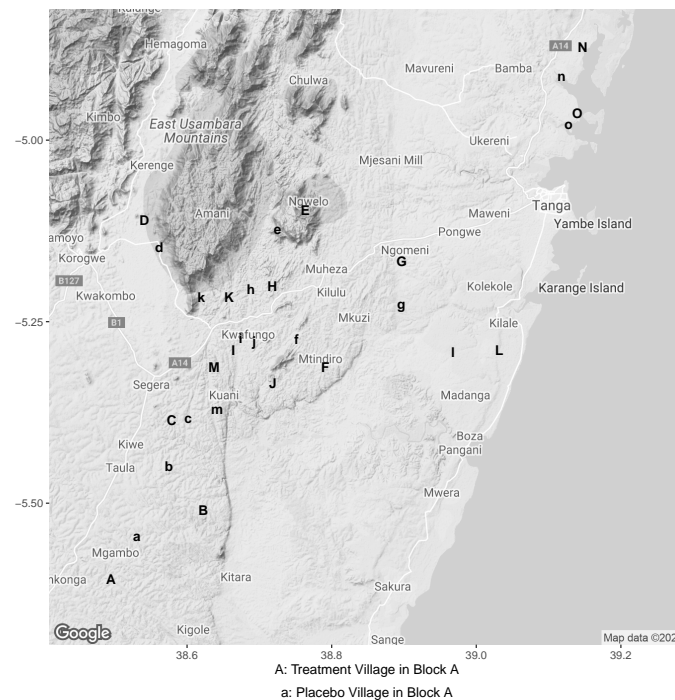 Kulange
Hemagoma
A14
N
Mavureni
Bamba
n
Chulwa
Kimbo
East Usambara
Mountains
O
o
−5.00
Ukereni
Kerenge
Mjesani Mill
Ngwelo
Amani
E
Maweni
Tanga
D
e
Pongwe
Yambe Island
amoyo
d
Ngomeni
Korogwe
G
B127
Muheza
Kwakombo
k
K
h
H
Kilulu
Kolekole
Karange Island
g
−5.25
B1
Mkuzi
Kilale
Kwafungo
i
j
f
I
l
L
A14
Mtindiro
M
F
Segera
J
Kuani
Madanga
m
C
c
Kiwe
Boza
Pangani
Taula
b
Mwera
−5.50
B
a
Mgambo
A
nkonga
Kitara
Sakura
Kigole
Sange
Google
Map data ©202
38.6
38.8
39.0
39.2
A: Treatment Village in Block A
a: Placebo Village in Block A